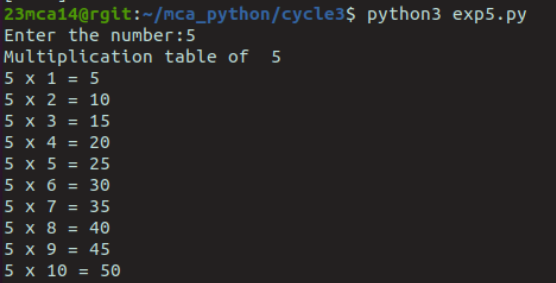 23mca14@rgit:~/mca_python/cycle3$ python3 exp5.py
Enter the number:5
Multiplication table of  5
5 x 1 = 5
5 x 2 = 10
5 x 3 = 15
5 x 4 = 20
5 x 5 = 25
5 x 6 = 30
5 x 7 = 35
5 x 8 = 40
5 x 9 = 45
5 x 10 = 50